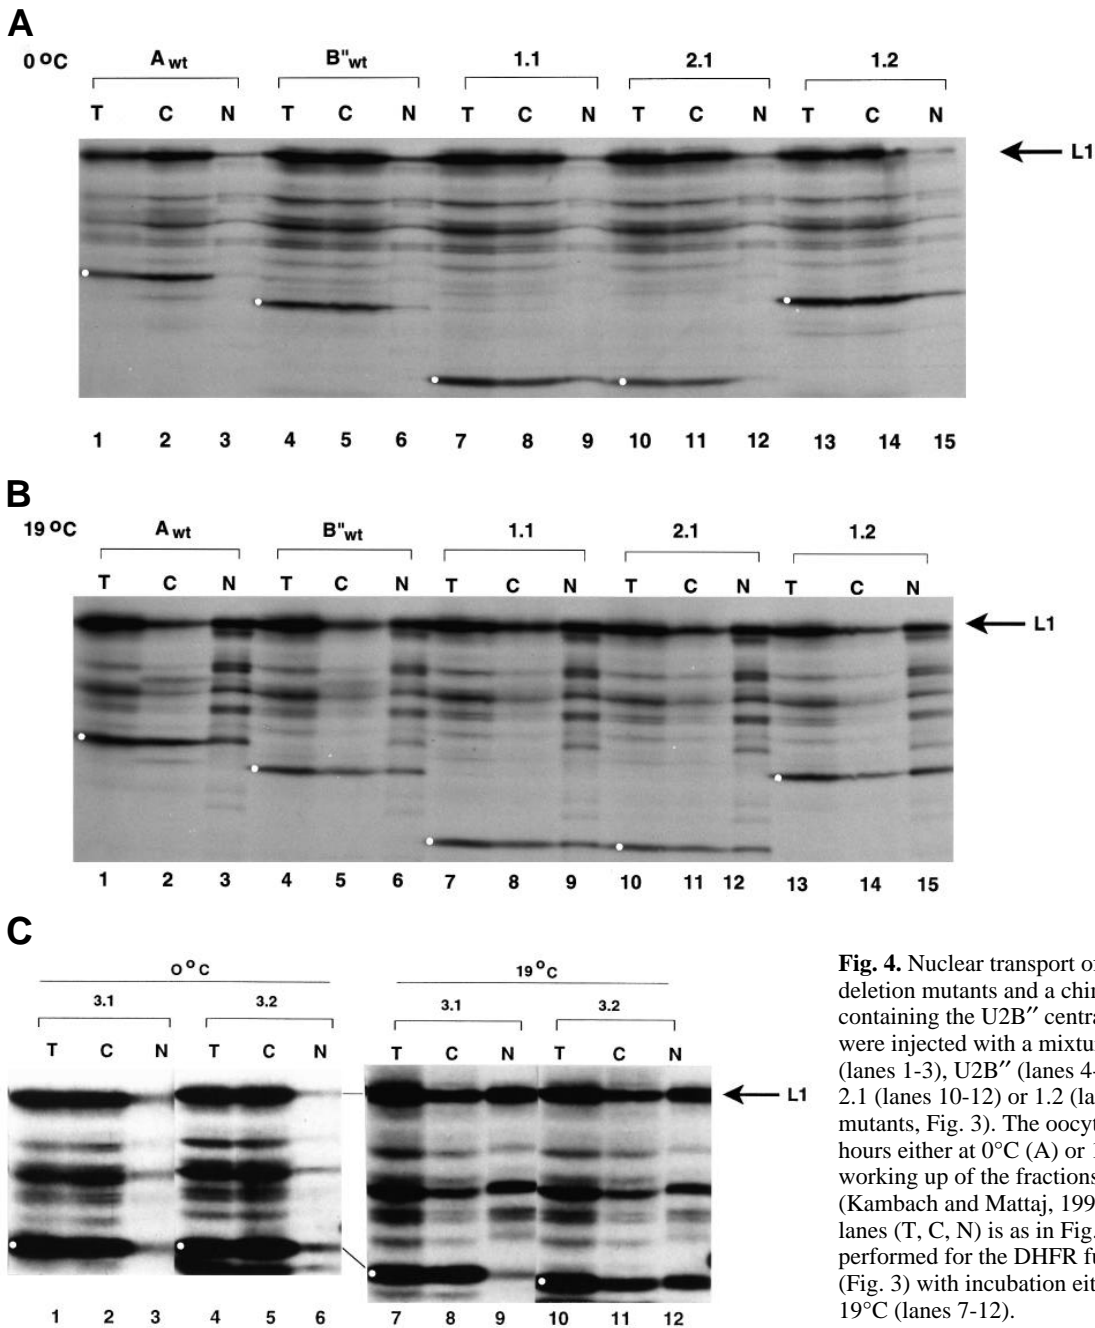 A
0 °C A wt B"wt 1.1 2.1 1.2
T C N T C N T C N T C N T C N
L1
1 2 3 4 5 6 7 8 9 10 11 12 13 14 15
B
19 °C A wt B"wt 1.1 2.1 1.2
T C N T C N T C N T C N T C N
L1
1 2 3 4 5 6 7 8 9 10 11 12 13 14 15
C
0°C 19°C
3.1 3.2 3.1 3.2
T C N T C N T C N T C N
L1
1 2 3 4 5 6 7 8 9 10 11 12
Fig. 4. Nuclear transport of
deletion mutants and a chin
containing the U2B″ centra
were injected with a mixtur
(lanes 1-3), U2B″ (lanes 4-
2.1 (lanes 10-12) or 1.2 (la
mutants, Fig. 3). The oocyt
hours either at 0°C (A) or 1
working up of the fractions
(Kambach and Mattaj, 199
lanes (T, C, N) is as in Fig.
performed for the DHFR fu
(Fig. 3) with incubation eit
19°C (lanes 7-12).